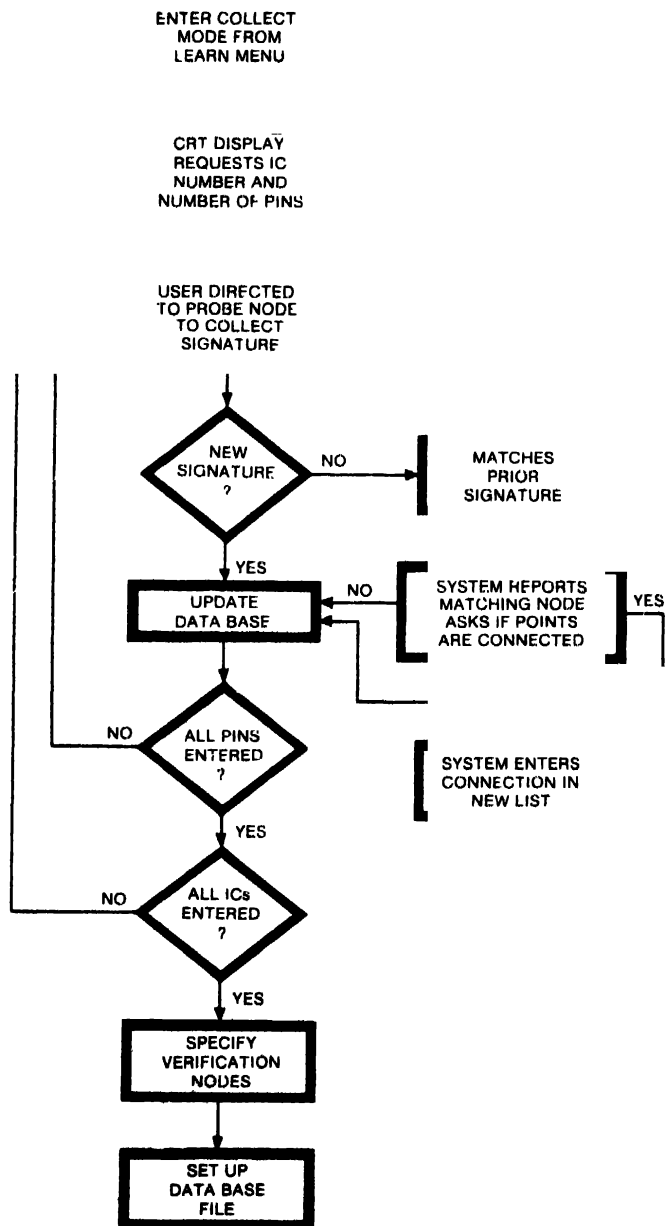 ENTER COLLECT
MODE FROM
LEARN MENU
CRT DISPLAY
REQUESTS IC
NUMBER AND
NUMBER OF PINS
USER DIRECTED
TO PROBE NODE
TO COLLECT
SIGNATURE
NEW
SIGNATURE
?
NO
MATCHES
PRIOR
SIGNATURE
YES
UPDATE
DATA BASE
NO
SYSTEM REPORTS
MATCHING NODE
ASKS IF POINTS
ARE CONNECTED
YES
NO
ALL PINS
ENTERED
?
SYSTEM ENTERS
CONNECTION IN
NEW LIST
YES
NO
ALL ICs
ENTERED
?
YES
SPECIFY
VERIFICATION
NODES
SET UP
DATA BASE
FILE